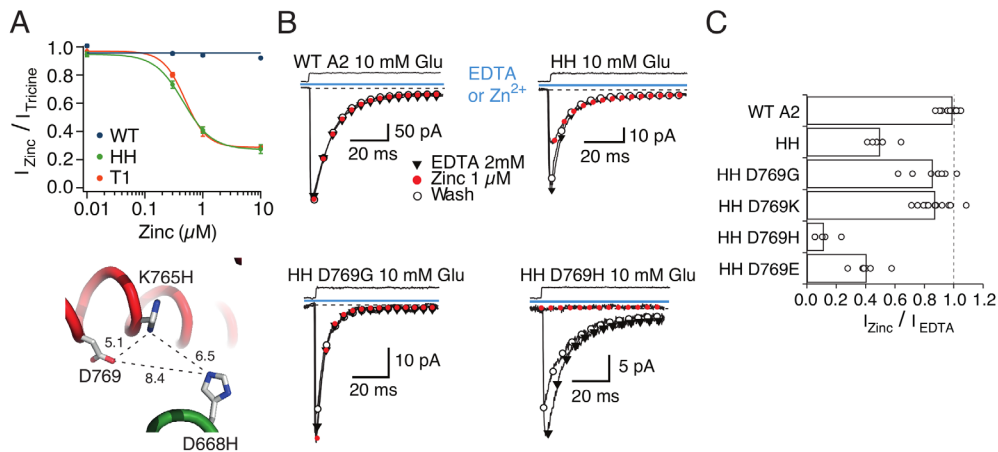 A
1.0
0.8
0.6
0.4
0.2
0.0
I Zinc / I Tricine
WT
HH
T1
0.01
0.1
1
10
Zinc (µM)
K765H
5.1
6.5
8.4
D769
D668H
B
WT A2 10 mM Glu
EDTA
or Zn2+
HH 10 mM Glu
50 pA
20 ms
10 pA
20 ms
EDTA 2mM
Zinc 1 µM
Wash
HH D769G 10 mM Glu
HH D769H 10 mM Glu
10 pA
20 ms
5 pA
20 ms
C
WT A2
HH
HH D769G
HH D769K
HH D769H
HH D769E
0.0 0.2 0.4 0.6 0.8 1.0 1.2
I Zinc / I EDTA